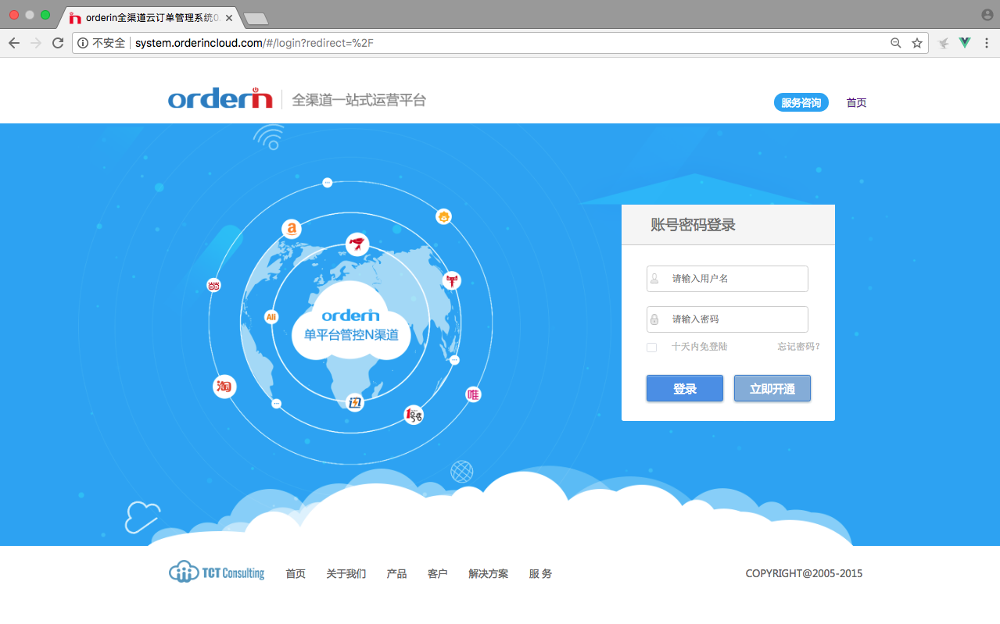 orderin全渠道云订单管理系统0.
不安全 system.orderincloud.com/#/login?redirect=%2F
orderin 全渠道一站式运营平台
服务咨询 首页
a
当当
Ali
orderin
单平台管控N渠道
淘
唯
1号店
账号密码登录
请输入用户名
请输入密码
十天内免登陆 忘记密码?
登录 立即开通
TCT Consulting 首页 关于我们 产品 客户 解决方案 服 务 COPYRIGHT@2005-2015